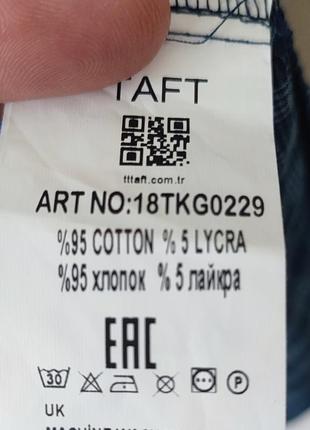 TAFT
tttaft.com.tr
ART NO:18TKG0229
%95 COTTON % 5 LYCRA
%95 хлопок % 5 лайкра
EAC
30 P
UK